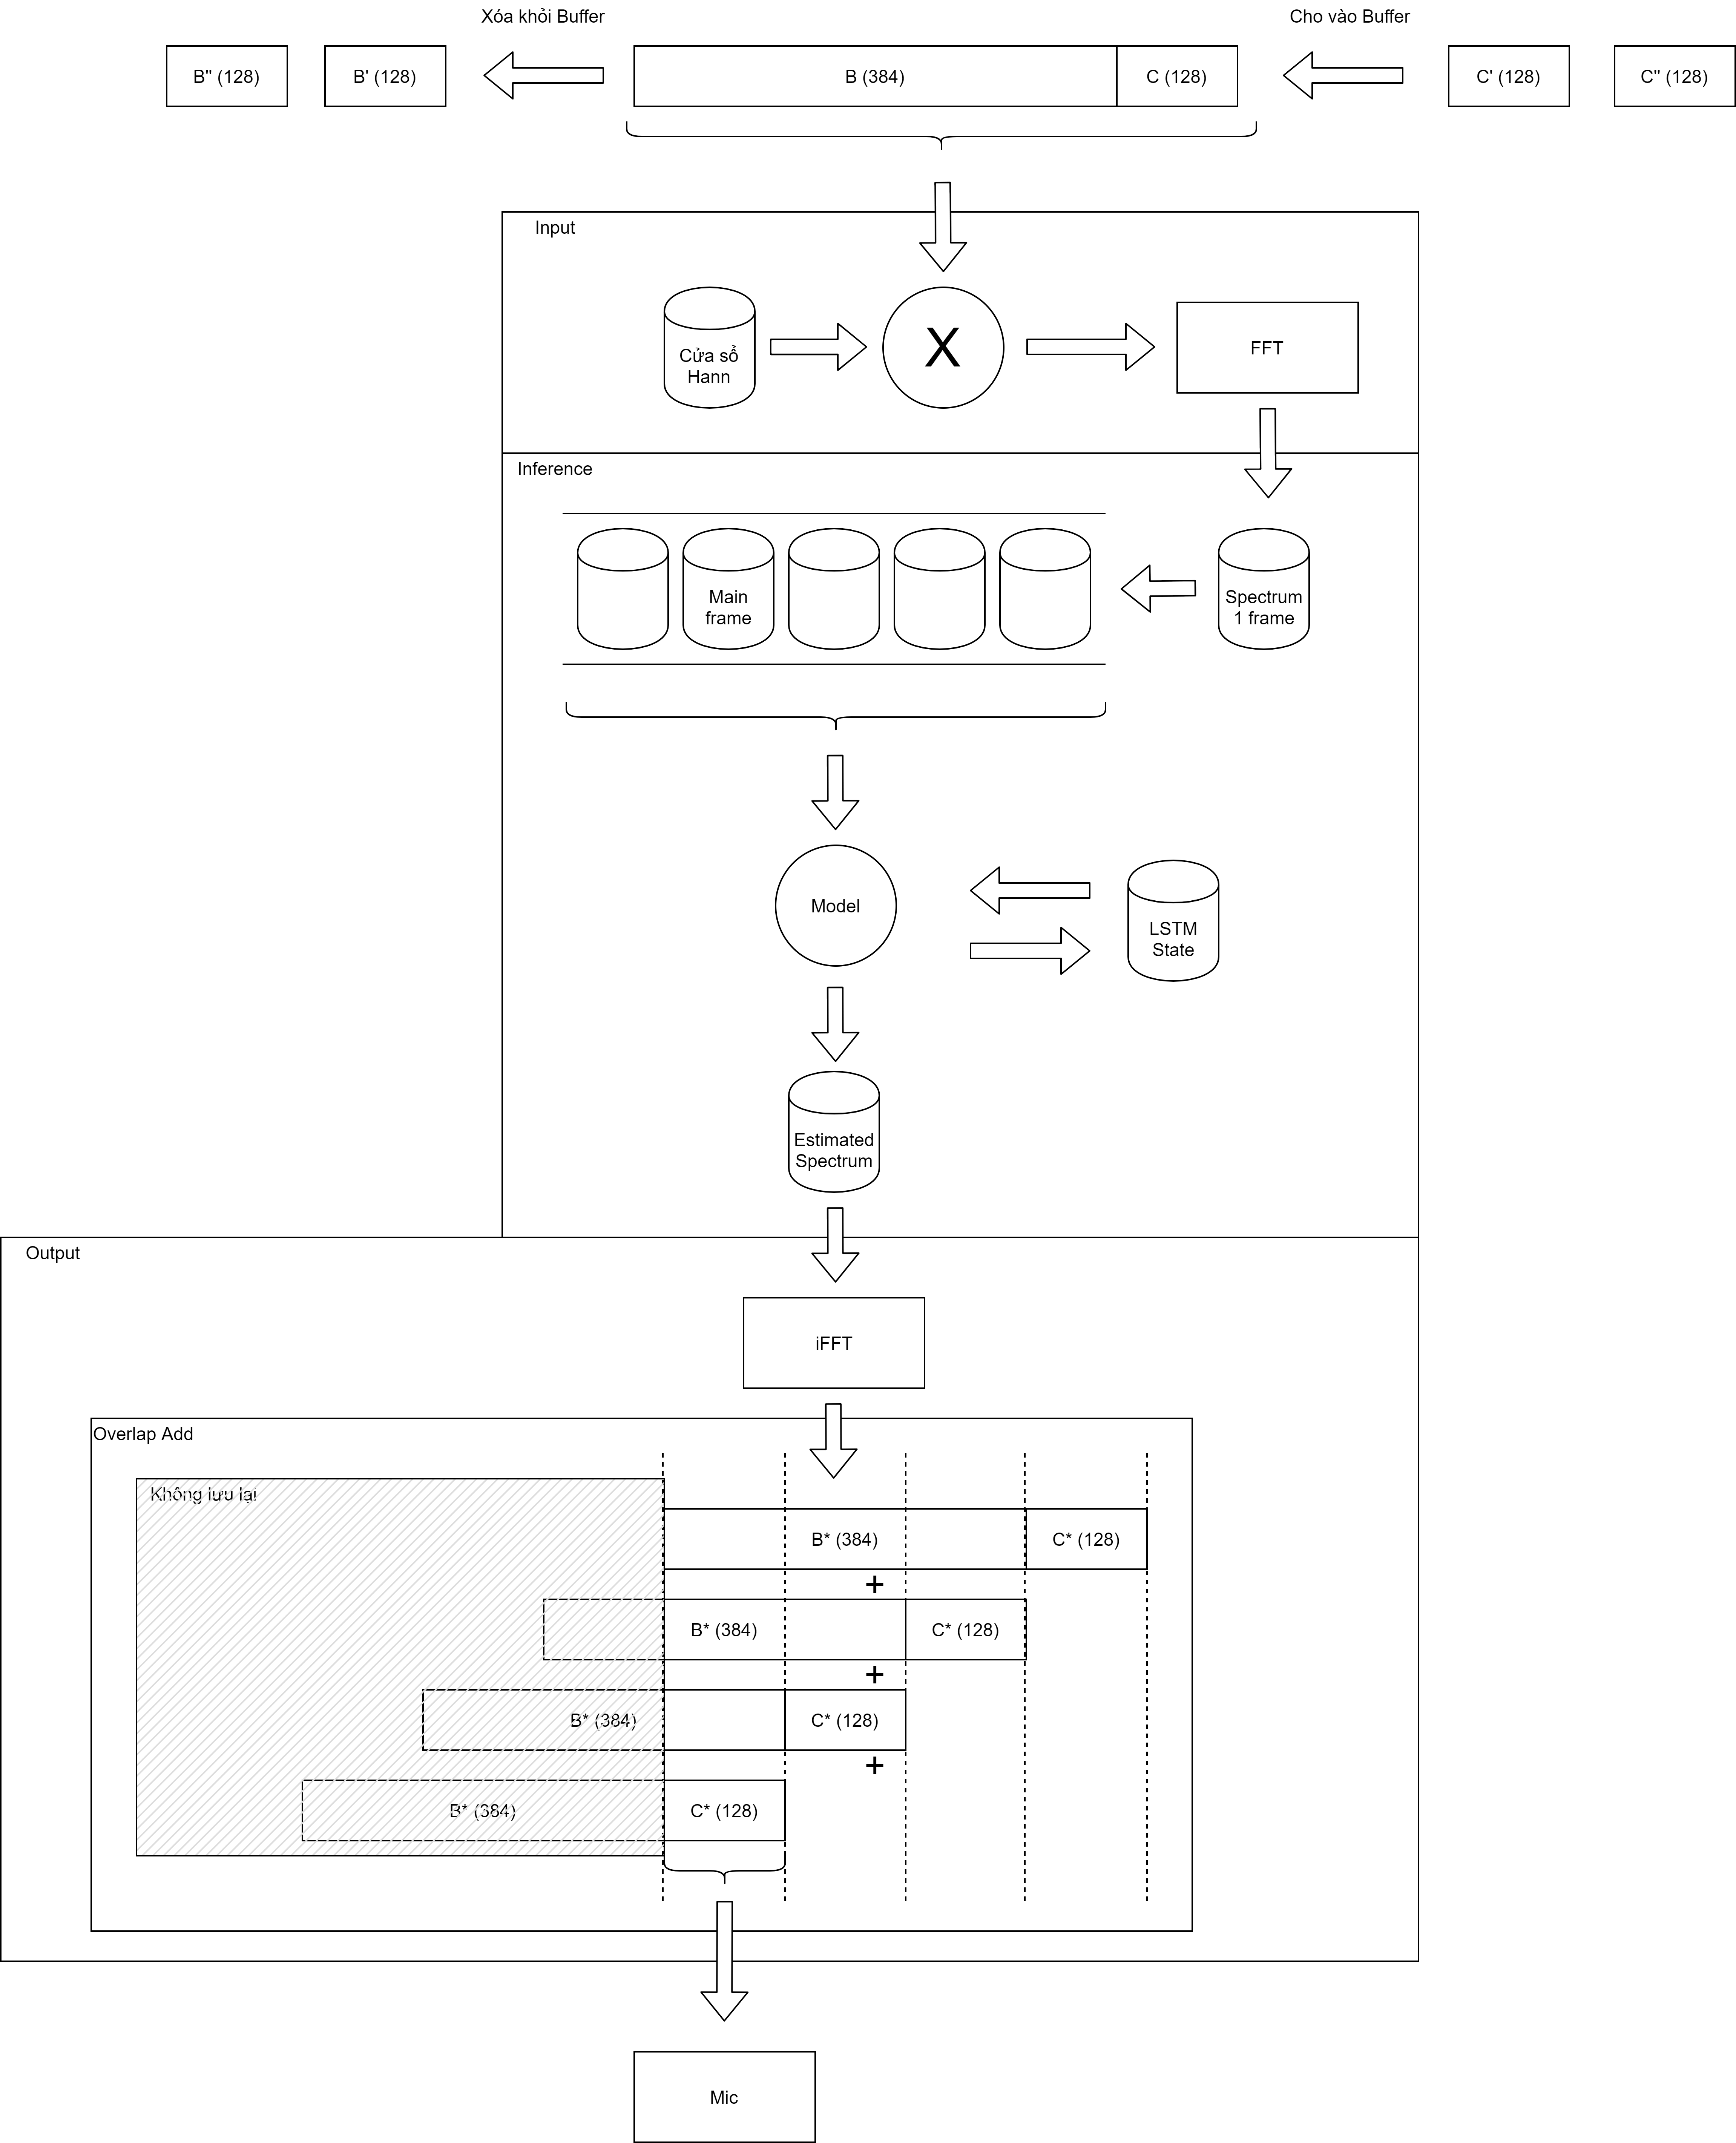 Xóa khỏi Buffer
Cho vào Buffer
B" (128)
B' (128)
B (384)
C (128)
C' (128)
C" (128)
Input
Cửa sổ
Hann
X
FFT
Inference
Main
frame
Spectrum
1 frame
Model
LSTM
State
Estimated
Spectrum
Output
iFFT
Overlap Add
Không lưu lại
B* (384)
C* (128)
+
B* (384)
C* (128)
+
B* (384)
C* (128)
+
B* (384)
C* (128)
Mic